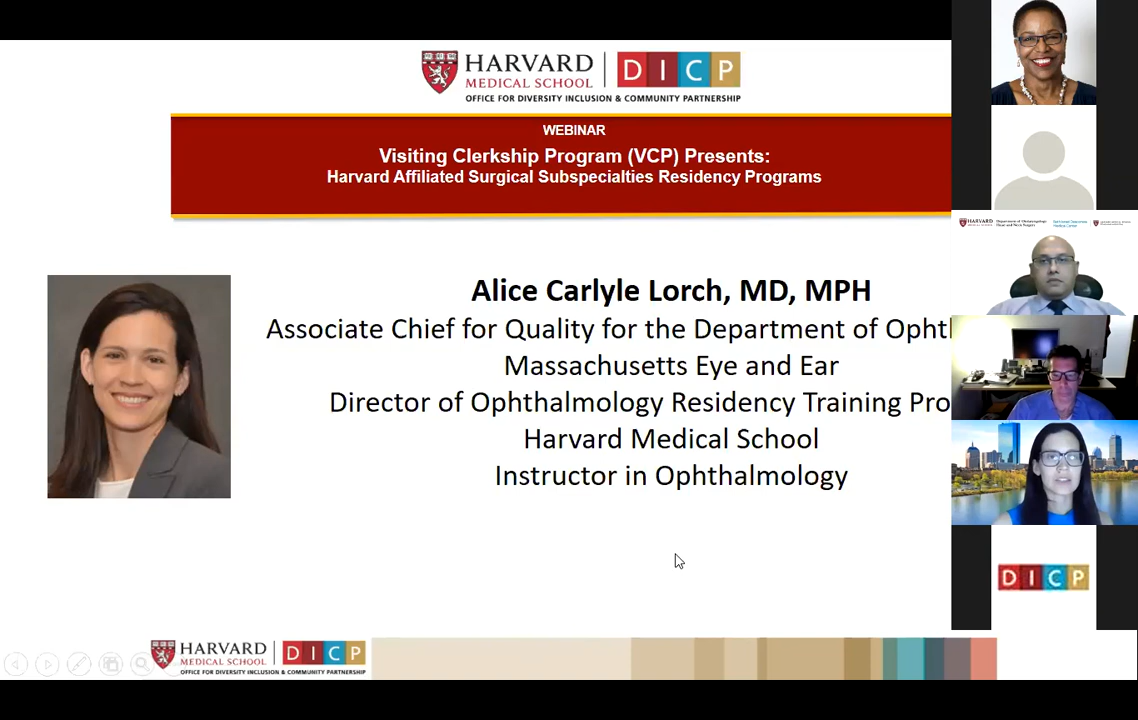 HARVARD
MEDICAL SCHOOL
DICP
OFFICE FOR DIVERSITY INCLUSION & COMMUNITY PARTNERSHIP
WEBINAR
Visiting Clerkship Program (VCP) Presents:
Harvard Affiliated Surgical Subspecialties Residency Programs
Alice Carlyle Lorch, MD, MPH
Associate Chief for Quality for the Department of Opht
Massachusetts Eye and Ear
Director of Ophthalmology Residency Training Pro
Harvard Medical School
Instructor in Ophthalmology
HARVARD
DICP
HARVARD
MEDICAL SCHOOL
DICP
OFFICE FOR DIVERSITY INCLUSION & COMMUNITY PARTNERSHIP